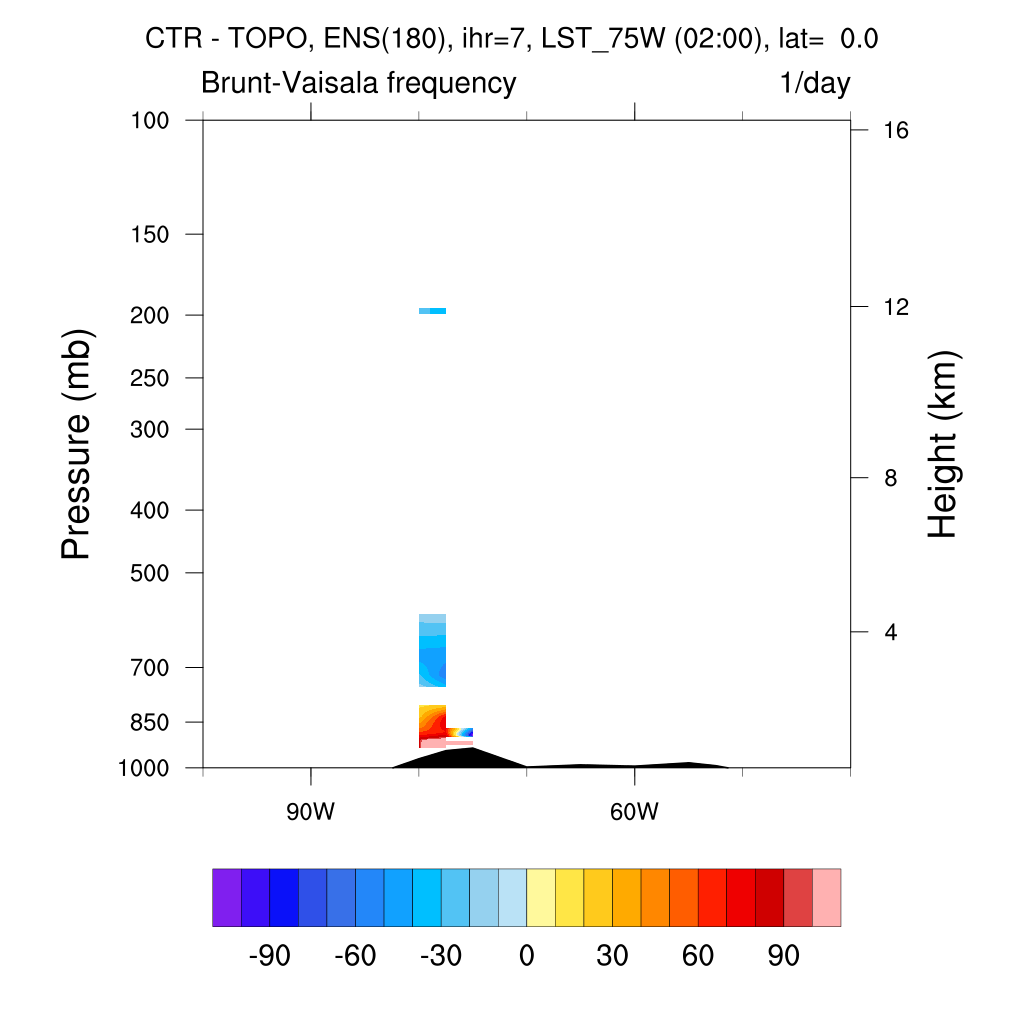 CTR - TOPO, ENS(180), ihr=7, LST_75W (02:00), lat=  0.0
Brunt-Vaisala frequency 1/day
100
150
200
250
300
400
500
700
850
1000
Pressure (mb)
16
12
8
4
Height (km)
90W 60W
-90 -60 -30 0 30 60 90